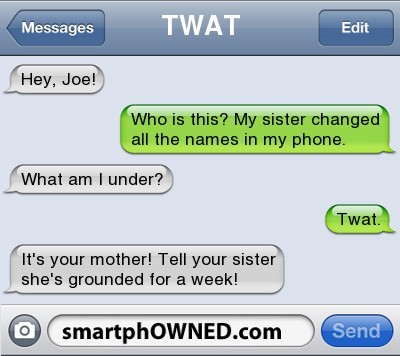 Messages
TWAT
Edit
Hey, Joe!
Who is this? My sister changed
all the names in my phone.
What am I under?
Twat.
It's your mother! Tell your sister
she's grounded for a week!
smartphOWNED.com
Send